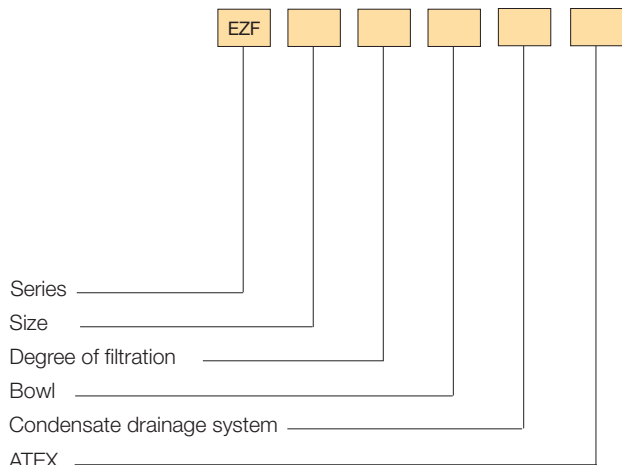 EZF
Series
Size
Degree of filtration
Bowl
Condensate drainage system
ATEX